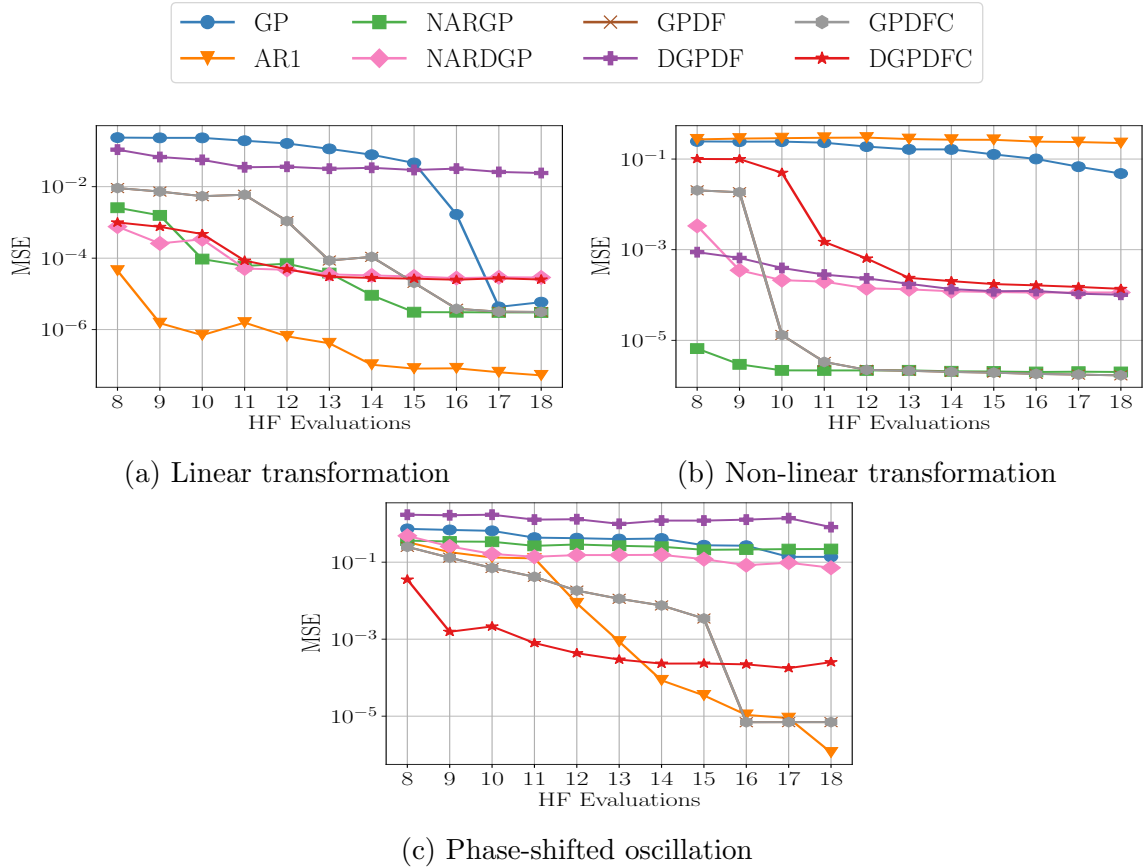 GP NARGP GPDF GPDFC
AR1 NARDGP DGPDF DGPDFC
MSE
10⁻²
10⁻⁴
10⁻⁶
8 9 10 11 12 13 14 15 16 17 18
HF Evaluations
(a) Linear transformation
MSE
10⁻¹
10⁻³
10⁻⁵
8 9 10 11 12 13 14 15 16 17 18
HF Evaluations
(b) Non-linear transformation
MSE
10⁻¹
10⁻³
10⁻⁵
8 9 10 11 12 13 14 15 16 17 18
HF Evaluations
(c) Phase-shifted oscillation